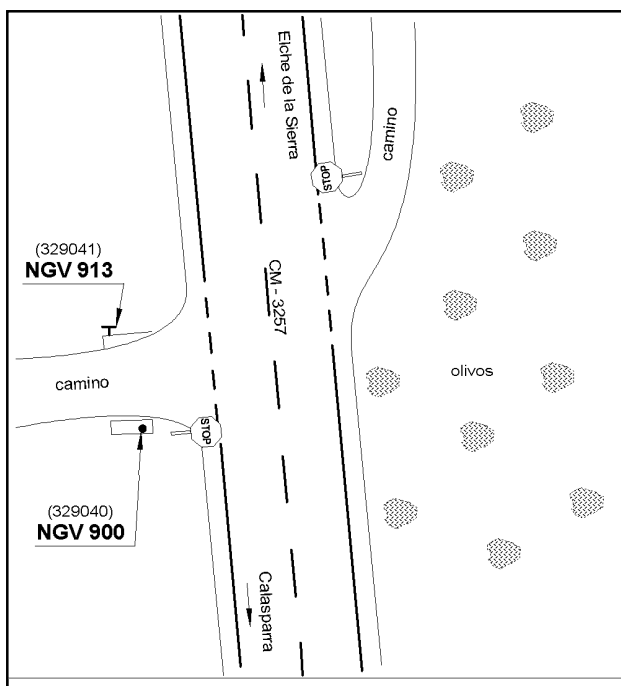 Elche de la Sierra
STOP
camino
(329041)
NGV 913
CM - 3257
camino
olivos
STOP
(329040)
NGV 900
Calasparra